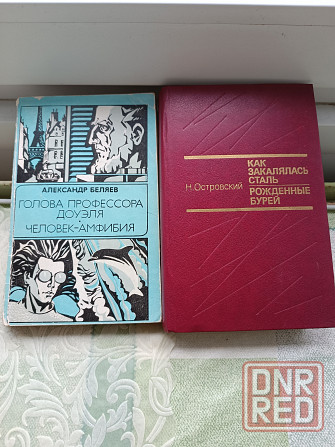 АЛЕКСАНДР БЕЛЯЕВ
ГОЛОВА ПРОФЕССОРА
ДОУЭЛЯ
•
ЧЕЛОВЕК-АМФИБИЯ
Н. Островский
КАК
ЗАКАЛЯЛАСЬ
СТАЛЬ
РОЖДЕННЫЕ
БУРЕЙ
DNR
RED